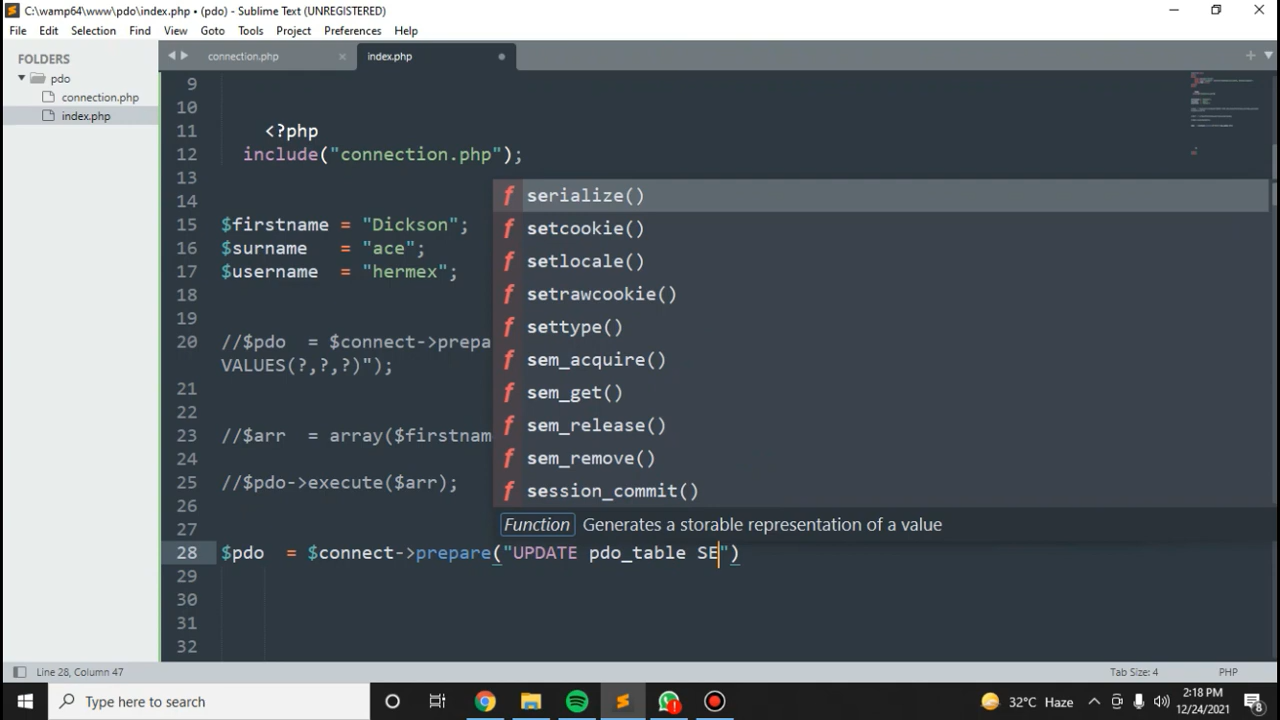 C:\wamp64\www\pdo\index.php • (pdo) - Sublime Text (UNREGISTERED)
File Edit Selection Find View Goto Tools Project Preferences Help
FOLDERS
pdo
connection.php
index.php
connection.php × index.php
9
10
11 <?php
12 include("connection.php");
13
14
15 $firstname = "Dickson";
16 $surname = "ace";
17 $username = "hermex";
18
19
20 //$pdo = $connect->prepa
VALUES(?,?,?)");
21
22
23 //$arr = array($firstnam
24
25 //$pdo->execute($arr);
26
27
28 $pdo = $connect->prepare("UPDATE pdo_table SE")
29
30
31
32
f serialize()
f setcookie()
f setlocale()
f setrawcookie()
f settype()
f sem_acquire()
f sem_get()
f sem_release()
f sem_remove()
f session_commit()
Function Generates a storable representation of a value
Line 28, Column 47 Tab Size: 4 PHP
Type here to search 32°C Haze 2:18 PM
12/24/2021
8